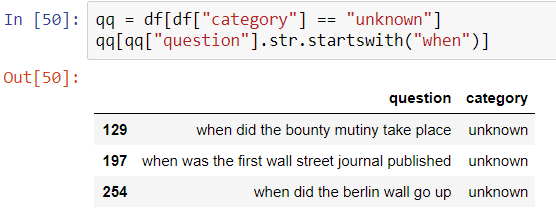 In [50]: qq = df[df["category"] == "unknown"]
qq[qq["question"].str.startswith("when")]
Out[50]:
question category
129 when did the bounty mutiny take place unknown
197 when was the first wall street journal published unknown
254 when did the berlin wall go up unknown